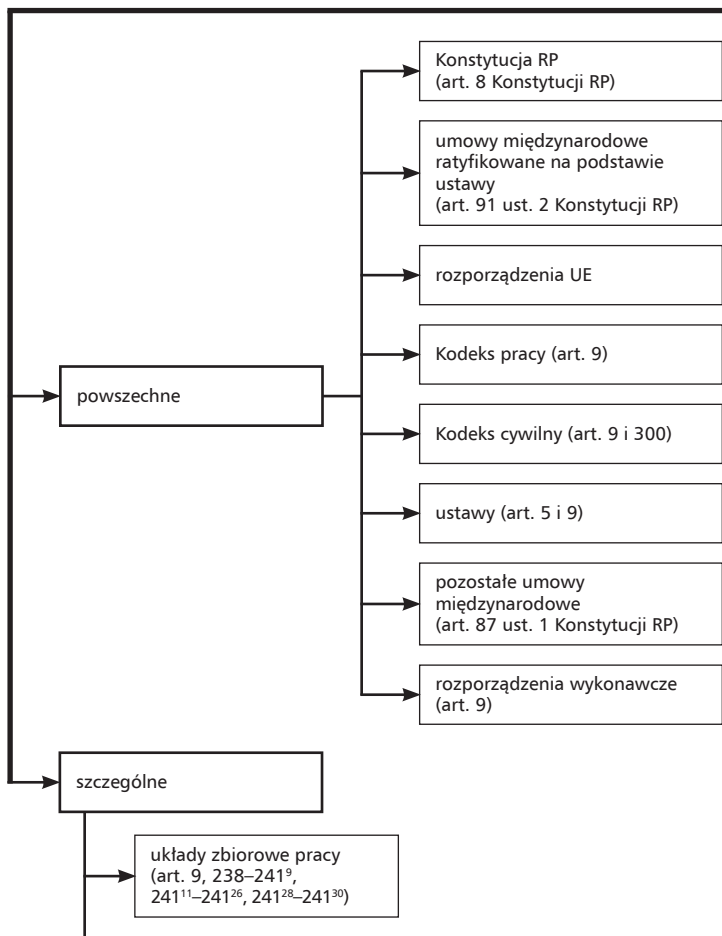 Konstytucja RP
(art. 8 Konstytucji RP)
umowy międzynarodowe
ratyfikowane na podstawie
ustawy
(art. 91 ust. 2 Konstytucji RP)
rozporządzenia UE
Kodeks pracy (art. 9)
powszechne
Kodeks cywilny (art. 9 i 300)
ustawy (art. 5 i 9)
pozostałe umowy
międzynarodowe
(art. 87 ust. 1 Konstytucji RP)
rozporządzenia wykonawcze
(art. 9)
szczególne
układy zbiorowe pracy
(art. 9, 238–241⁹,
241¹¹–241²⁶, 241²⁸–241³⁰)